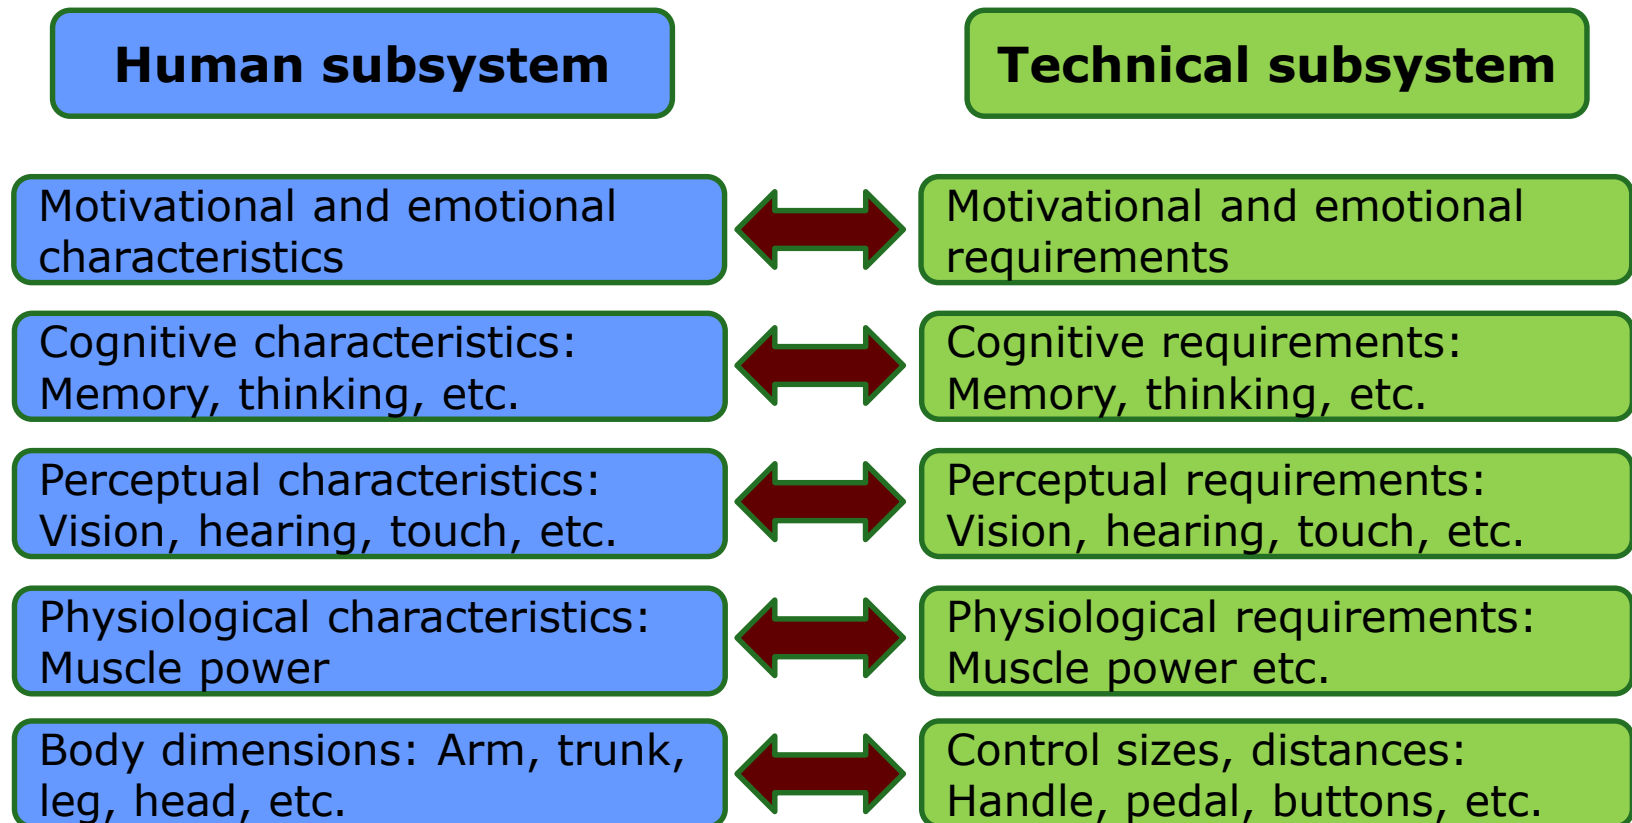 Human subsystem
Technical subsystem
Motivational and emotional
characteristics
Motivational and emotional
requirements
Cognitive characteristics:
Memory, thinking, etc.
Cognitive requirements:
Memory, thinking, etc.
Perceptual characteristics:
Vision, hearing, touch, etc.
Perceptual requirements:
Vision, hearing, touch, etc.
Physiological characteristics:
Muscle power
Physiological requirements:
Muscle power etc.
Body dimensions: Arm, trunk,
leg, head, etc.
Control sizes, distances:
Handle, pedal, buttons, etc.